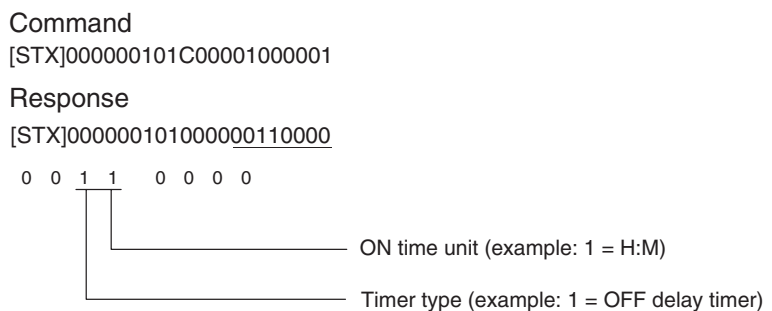 Command
[STX]000000101C00001000001
Response
[STX]000000101000000110000
0 0 1 1 0 0 0 0
ON time unit (example: 1 = H:M)
Timer type (example: 1 = OFF delay timer)